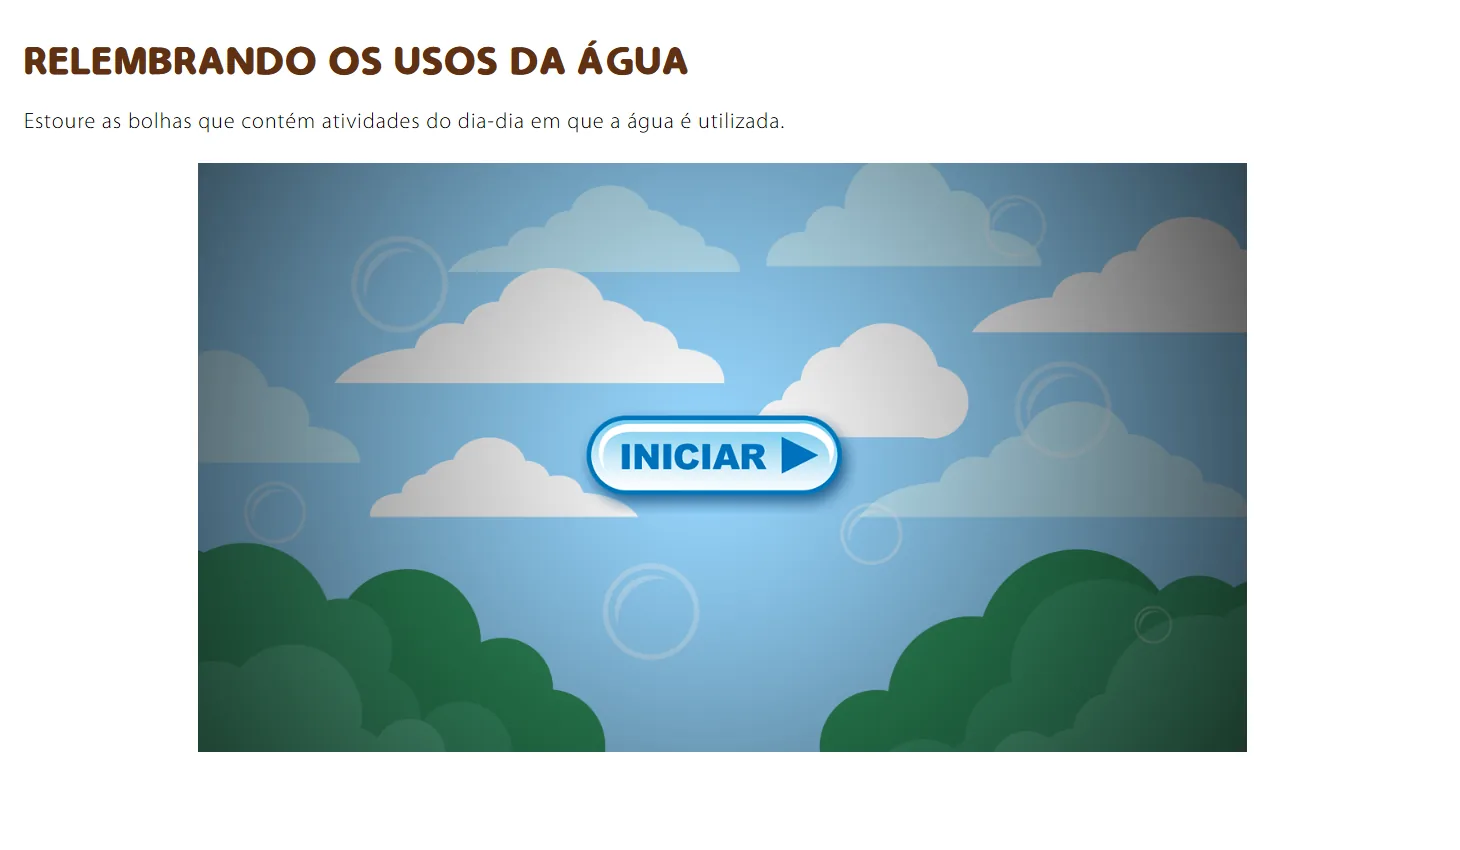 RELEMBRANDO OS USOS DA ÁGUA
Estoure as bolhas que contém atividades do dia-dia em que a água é utilizada.
INICIAR